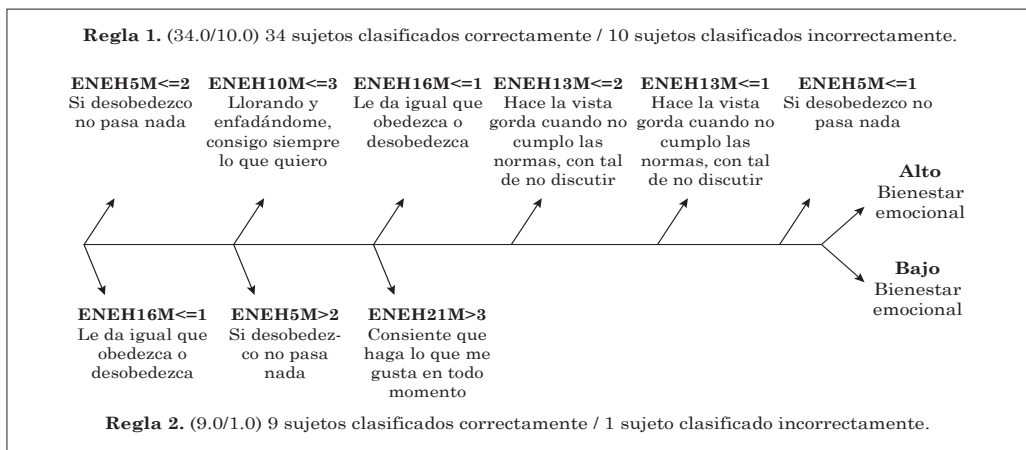 Regla 1. (34.0/10.0) 34 sujetos clasificados correctamente / 10 sujetos clasificados incorrectamente.
ENEH5M<=2
Si desobedezco
no pasa nada
ENEH10M<=3
Llorando y
enfadándome,
consigo siempre
lo que quiero
ENEH16M<=1
Le da igual que
obedezca o
desobedezca
ENEH13M<=2
Hace la vista
gorda cuando no
cumplo las
normas, con tal
de no discutir
ENEH13M<=1
Hace la vista
gorda cuando no
cumplo las
normas, con tal
de no discutir
ENEH5M<=1
Si desobedezco no
pasa nada
Alto
Bienestar
emocional
Bajo
Bienestar
emocional
ENEH16M<=1
Le da igual que
obedezca o
desobedezca
ENEH5M>2
Si desobedez-
co no pasa
nada
ENEH21M>3
Consiente que
haga lo que me
gusta en todo
momento
Regla 2. (9.0/1.0) 9 sujetos clasificados correctamente / 1 sujeto clasificado incorrectamente.